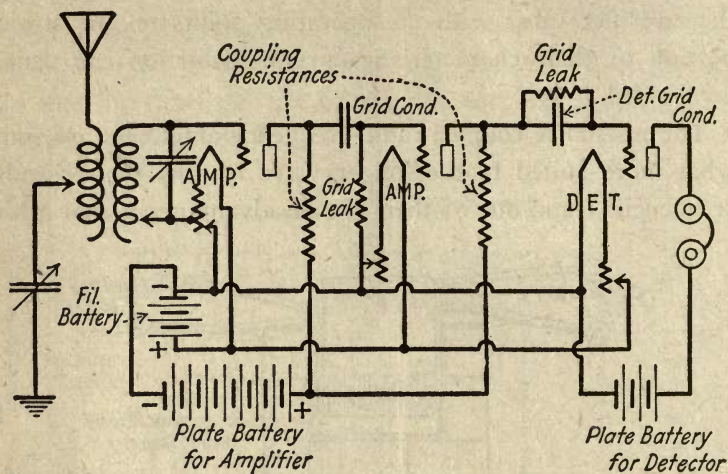 Coupling
Resistances
Grid Cond.
Grid
Leak
Det. Grid
Cond.
AMP.
Grid
Leak
AMP.
DET.
Fil.
Battery
-
+
-
+
Plate Battery
for Amplifier
Plate Battery
for Detector